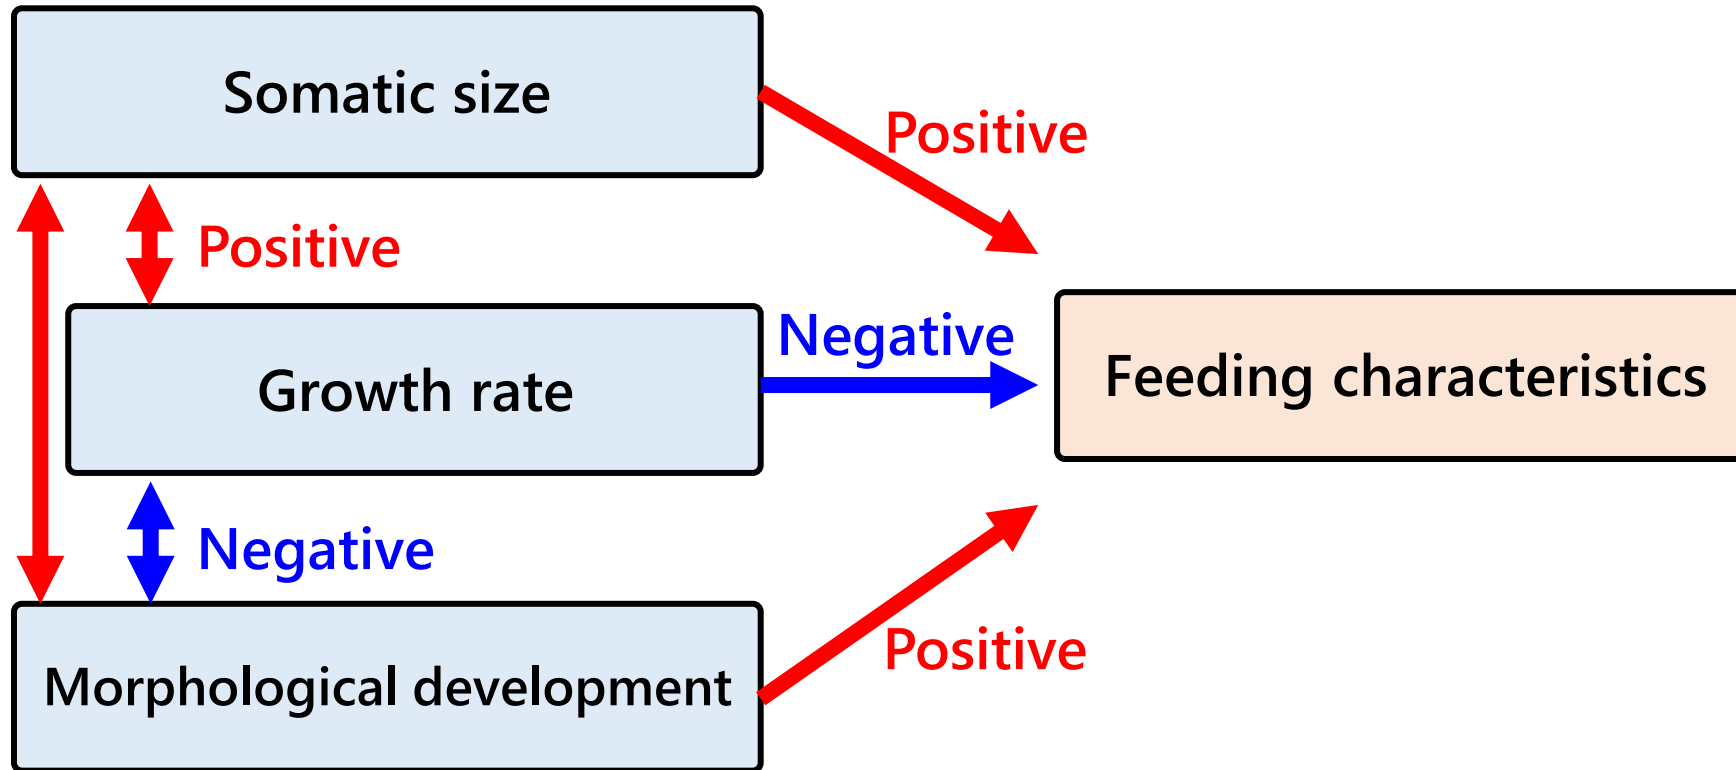 Somatic size
Positive
Positive
Negative
Growth rate
Feeding characteristics
Negative
Positive
Morphological development